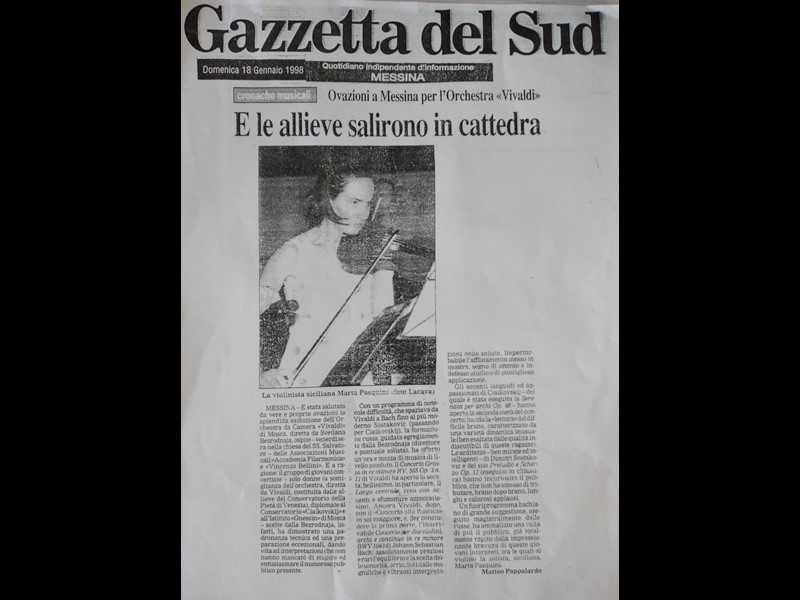 Gazzetta del Sud
Domenica 18 Gennaio 1998
Quotidiano indipendente d'informazione
MESSINA
cronache musicali
Ovazioni a Messina per l'Orchestra «Vivaldi»
E le allieve salirono in cattedra
La violinista siciliana Marta Pasquini (foto Lacava)
MESSINA – È stata salutata
da vere e proprie ovazioni la
splendida esibizione dell'Or-
chestra da Camera «Vivaldi»
di Mosca, diretta da Svetlana
Bezrodnaja, ospite – venerdì se-
ra nella chiesa del SS. Salvato-
re – delle Associazioni Musi-
cali «Accademia Filarmonica»
e «Vincenzo Bellini». E a ra-
gione: il gruppo di giovani con-
certiste – solo donne (a somi-
glianza dell'orchestra, diretta
da Vivaldi, costituita dalle al-
lieve del Conservatorio della
Pietà di Venezia), diplomate al
Conservatorio «Ciaikovskij» e
all'Istituto «Gnessin» di Mosca
– scelte dalla Bezrodnaja, in-
fatti, ha dimostrato una pa-
dronanza tecnica ed una pre-
parazione eccezionali, dando
vita ad interpretazioni che non
hanno mancato di stupire ed
entusiasmare il numeroso pub-
blico presente.
Con un programma di note-
vole difficoltà, che spaziava da
Vivaldi a Bach fino al più mo-
derno Sostakovic (passando
per Ciaikovskij), la formazio-
ne russa, guidata egregiamente
dalla Bezrodnaja (direttore
e puntuale solista), ha offerto
un'ora e mezza di musica di li-
vello assoluto. Il Concerto Gros-
so in re minore RV. 565 Op. 3 n.
11 di Vivaldi ha aperto la sera-
ta; bellissimo, in particolare, il
Largo centrale, reso con ac-
centi e sfumature azzeccatis-
simi. Ancora Vivaldi, dopo,
con il «Concerto alla Rustica» in
sol maggiore, e, per conclu-
dere la prima parte, l'inarri-
vabile Concerto per due violini,
archi e continuo in re minore
(BWV 1043) di Johann Sebastian
Bach: assolutamente preziosi
e rari l'equilibrio e la scelta del-
le sonorità, arricchiti dalle ma-
gnifiche e vibranti interpreta-
zioni delle soliste. Impertur-
babile l'affiatamento messo in
mostra, segno di attento e in-
defesso studio e di puntigliosa
applicazione.
Gli accenti languidi ed ap-
passionati di Ciaikovskij – del
quale è stata eseguita la Sere-
nata per archi Op. 48 – hanno
aperto la seconda metà del con-
certo; lucida la «lettura» del dif-
ficile brano, caratterizzato da
una varietà dinamica inusua-
le (ben esaltata dalle qualità in-
discutibili di queste ragazze).
Le arditezze – ben mirate ed in-
telligenti – di Dimitri Sostako-
vic e del suo Preludio e Scher-
zo Op. 11 (eseguito in chiusu-
ra) hanno incuriosito il pub-
blico, che non ha cessato di tri-
butare, brano dopo brano, lun-
ghi e calorosi applausi.
Un fuoriprogramma bachia-
no di grande suggestione, ese-
guito magistralmente dalle
russe, ha ammaliato una volta
di più il pubblico, già total-
mente rapito dalla impressio-
nante bravura di queste gio-
vani interpreti, tra le quali al
violino la solista, siciliana,
Marta Pasquini.
Matteo Pappalardo